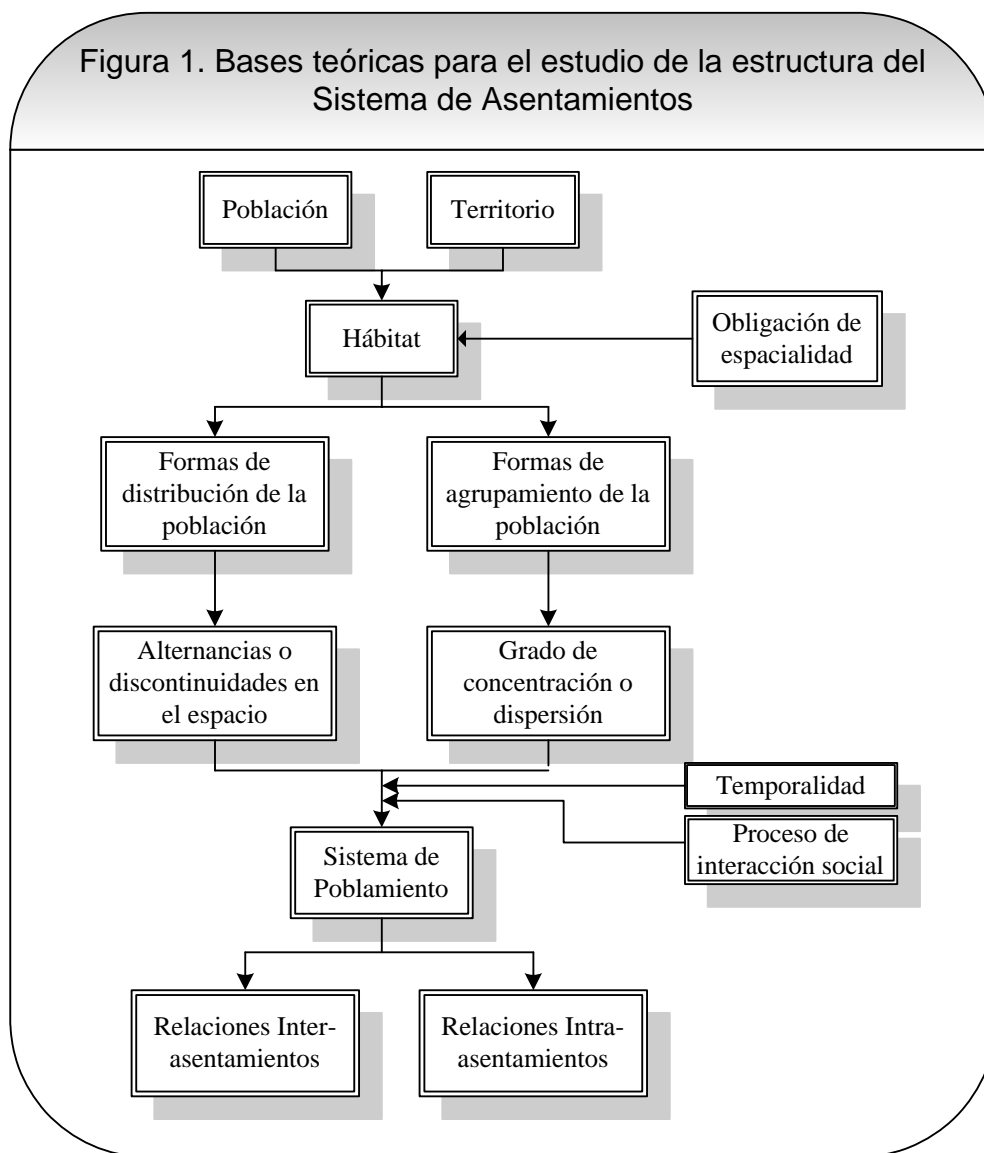 Figura 1. Bases teóricas para el estudio de la estructura del
Sistema de Asentamientos
Población
Territorio
Hábitat
Obligación de
espacialidad
Formas de
distribución de la
población
Formas de
agrupamiento de la
población
Alternancias o
discontinuidades en
el espacio
Grado de
concentración o
dispersión
Temporalidad
Proceso de
interacción social
Sistema de
Poblamiento
Relaciones Inter-
asentamientos
Relaciones Intra-
asentamientos